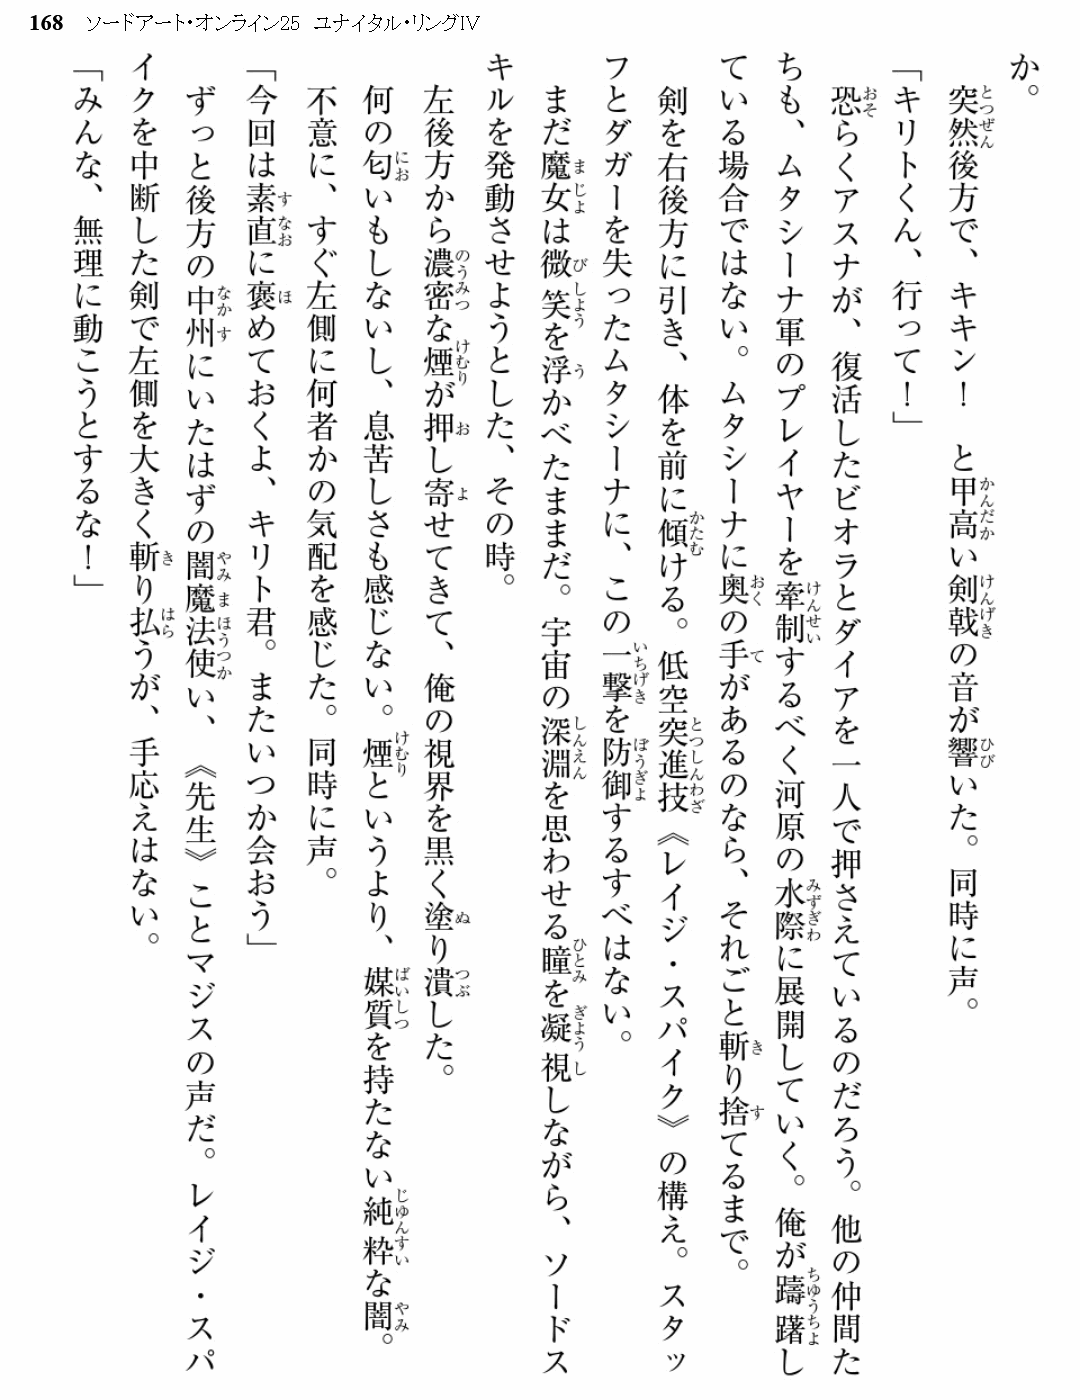 168 ソードアート・オンライン25 ユナイタル・リングIV
か。
突然後方で、キキン！ と甲高い剣戟の音が響いた。同時に声。
「キリトくん、行って！」
恐らくアスナが、復活したビオラとダイアを一人で押さえているのだろう。他の仲間た
ちも、ムタシーナ軍のプレイヤーを牽制するべく河原の水際に展開していく。俺が躊躇し
ている場合ではない。ムタシーナに奥の手があるのなら、それごと斬り捨てるまで。
剣を右後方に引き、体を前に傾ける。低空突進技《レイジ・スパイク》の構え。スタッ
フとダガーを失ったムタシーナに、この一撃を防御するすべはない。
まだ魔女は微笑を浮かべたままだ。宇宙の深淵を思わせる瞳を凝視しながら、ソードス
キルを発動させようとした、その時。
左後方から濃密な煙が押し寄せてきて、俺の視界を黒く塗り潰した。
何の匂いもしないし、息苦しさも感じない。煙というより、媒質を持たない純粋な闇。
不意に、すぐ左側に何者かの気配を感じた。同時に声。
「今回は素直に褒めておくよ、キリト君。またいつか会おう」
ずっと後方の中州にいたはずの闇魔法使い、《先生》ことマジスの声だ。レイジ・スパ
イクを中断した剣で左側を大きく斬り払うが、手応えはない。
「みんな、無理に動こうとするな！」